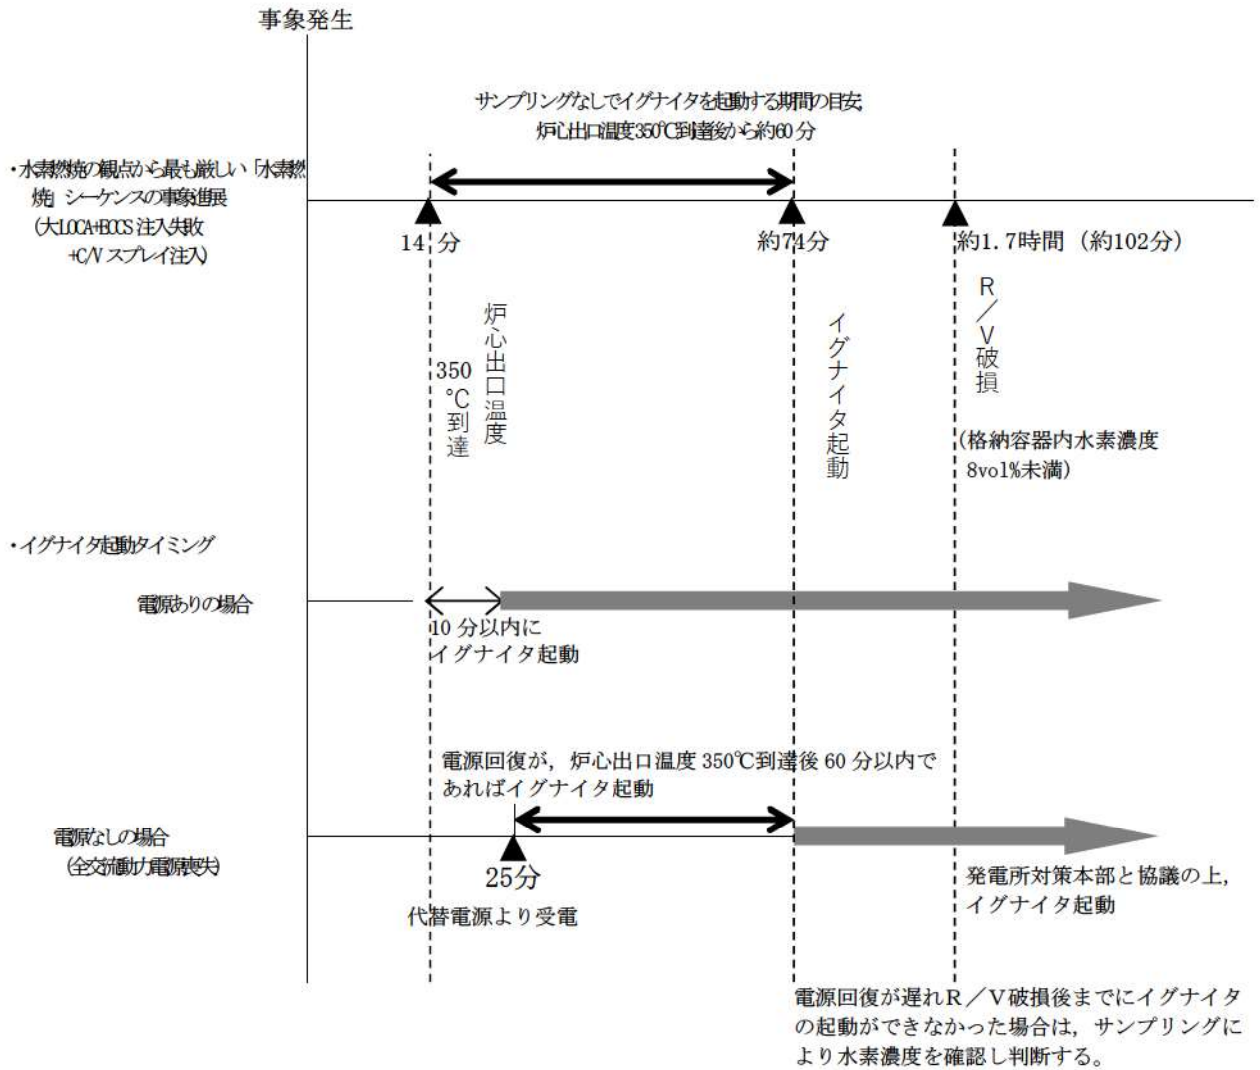 事象発生
サンプリングなしでイグナイタを起動する期間の目安:
炉心出口温度350℃到達後から約60分
・水素燃焼の観点から最も厳しい「水素燃
焼」シーケンスの事象進展
(大LOCA+ECCS注入失敗
+C/Vスプレイ注入)
14分
約74分
約1.7時間(約102分)
炉心出口温度
350℃到達
イグナイタ起動
R/V破損
(格納容器内水素濃度
8vol%未満)
・イグナイタ起動タイミング
電源ありの場合
10分以内に
イグナイタ起動
電源回復が,炉心出口温度350℃到達後60分以内で
あればイグナイタ起動
電源なしの場合
(全交流動力電源喪失)
25分
代替電源より受電
発電所対策本部と協議の上,
イグナイタ起動
電源回復が遅れR/V破損後までにイグナイタ
の起動ができなかった場合は,サンプリングに
より水素濃度を確認し判断する。